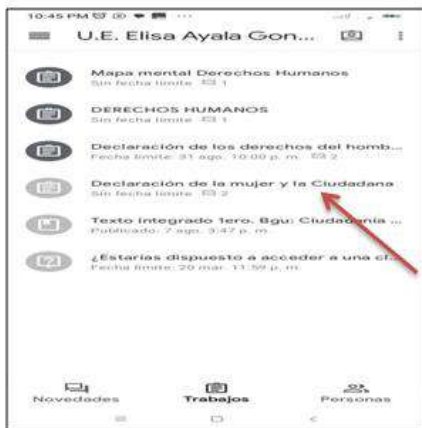 10:45 PM
U.E. Elisa Ayala Gon...
Mapa mental Derechos Humanos
Sin fecha límite 1
DERECHOS HUMANOS
Sin fecha límite 1
Declaración de los derechos del homb...
Fecha límite: 31 ago. 10:00 p. m. 2
Declaración de la mujer y la Ciudadana
Sin fecha límite 2
Texto Integrado 1ero. Bgu: Ciudadanía ...
Publicado: 7 ago. 3:47 p. m.
¿Estarías dispuesto a acceder a una cl...
Fecha límite: 20 mar. 11:59 p. m.
Novedades Trabajos Personas